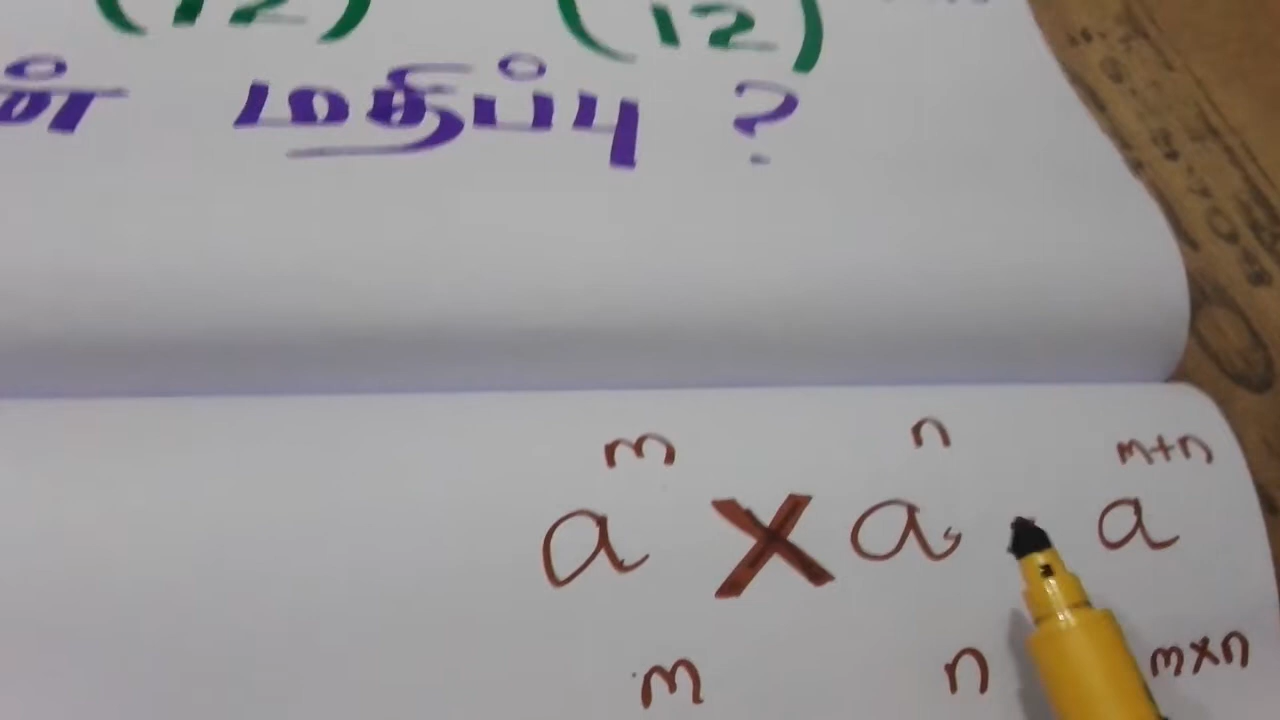 (12) (12)
ன் மதிப்பு ?
m n m+n
a X a a
m n m×n